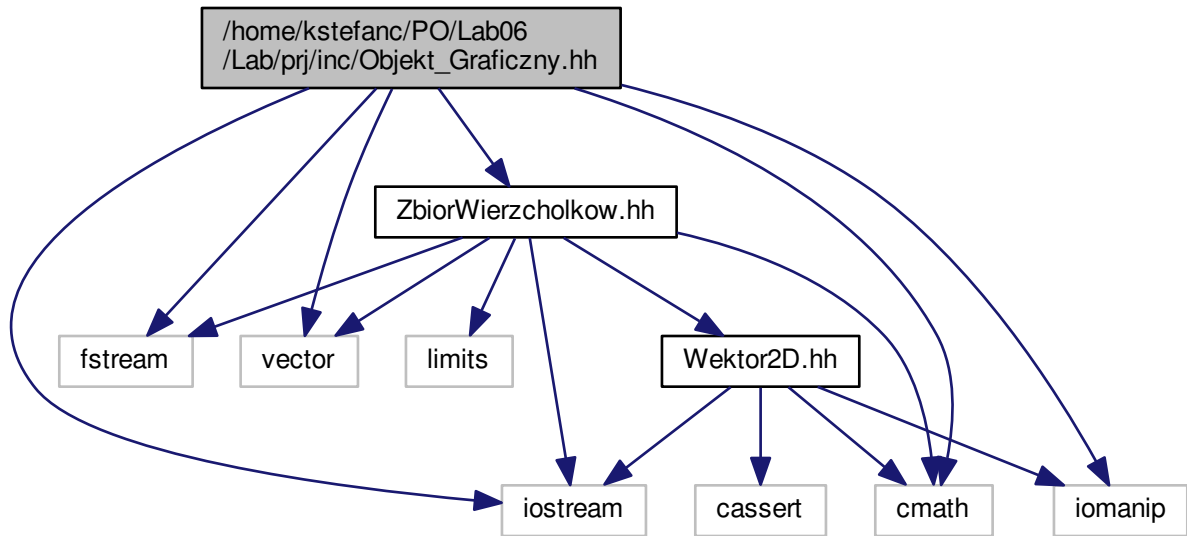 /home/kstefanc/PO/Lab06
/Lab/prj/inc/Objekt_Graficzny.hh
ZbiorWierzcholkow.hh
fstream
vector
limits
Wektor2D.hh
iostream
cassert
cmath
iomanip